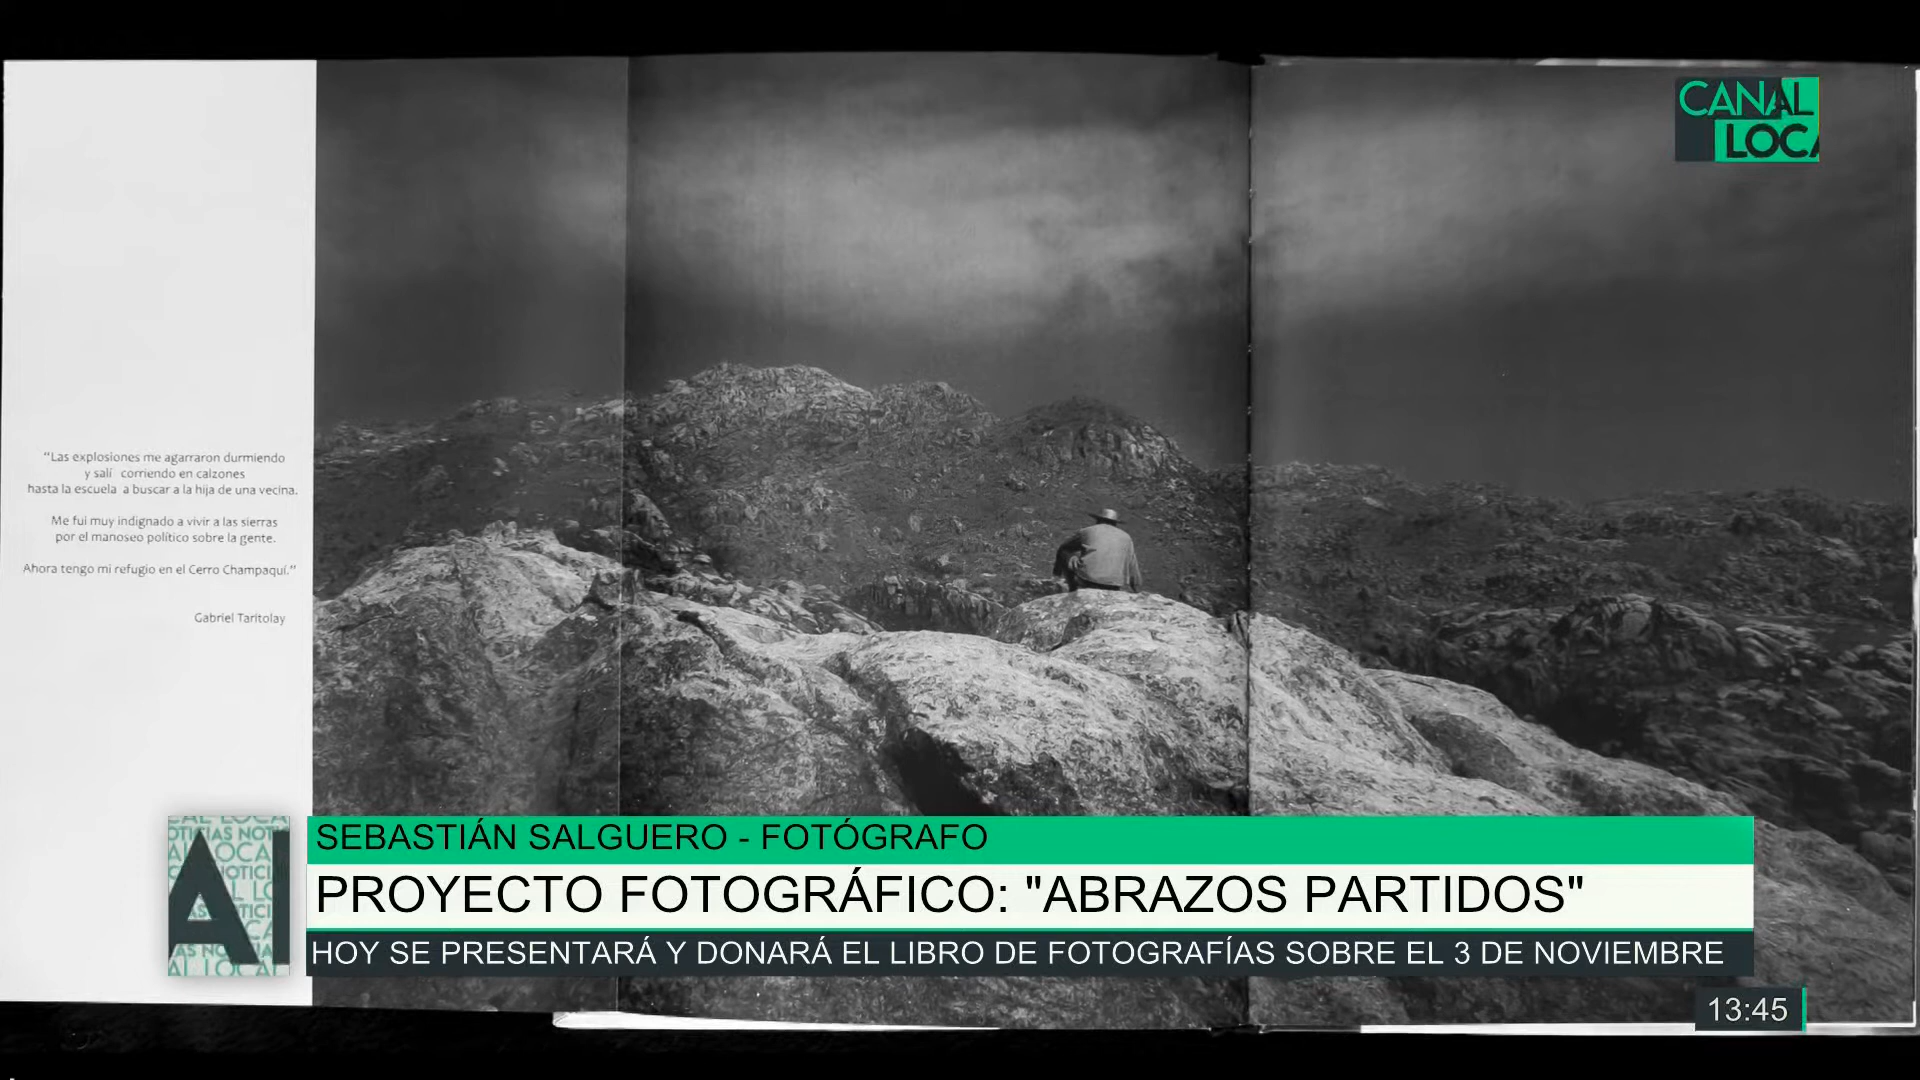 CANAL
LOCA
“Las explosiones me agarraron durmiendo
y salí corriendo en calzones
hasta la escuela a buscar a la hija de una vecina.
Me fui muy indignado a vivir a las sierras
por el manoseo político sobre la gente.
Ahora tengo mi refugio en el Cerro Champaquí.”
Gabriel Taritolay
SEBASTIÁN SALGUERO - FOTÓGRAFO
PROYECTO FOTOGRÁFICO: "ABRAZOS PARTIDOS"
HOY SE PRESENTARÁ Y DONARÁ EL LIBRO DE FOTOGRAFÍAS SOBRE EL 3 DE NOVIEMBRE
13:45